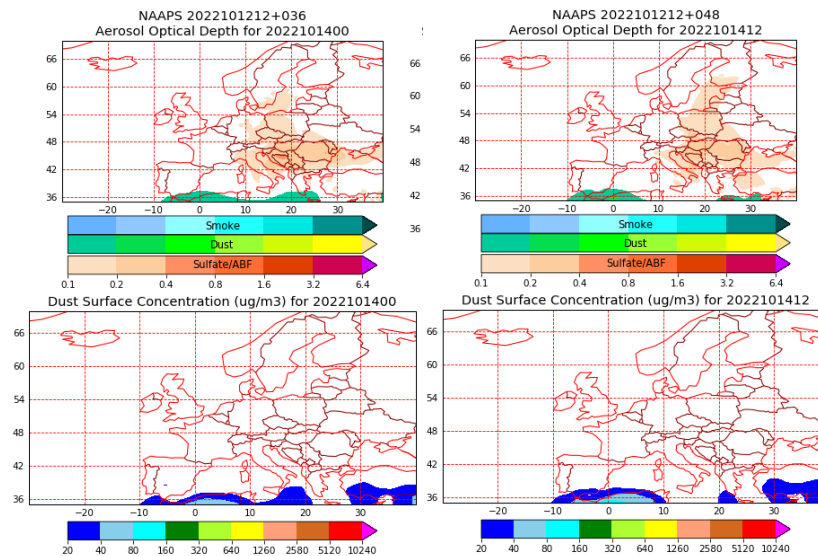 NAAPS 2022101212+036
Aerosol Optical Depth for 2022101400
66
60
54
48
42
36
−20 −10 0 10 20 30
Smoke
Dust
Sulfate/ABF
0.1 0.2 0.4 0.8 1.6 3.2 6.4
66
60
54
48
42
36
NAAPS 2022101212+048
Aerosol Optical Depth for 2022101412
66
60
54
48
42
36
−20 −10 0 10 20 30
Smoke
Dust
Sulfate/ABF
0.1 0.2 0.4 0.8 1.6 3.2 6.4
Dust Surface Concentration (ug/m3) for 2022101400
66
60
54
48
42
36
−20 −10 0 10 20 30
20 40 80 160 320 640 1260 2580 5120 10240
Dust Surface Concentration (ug/m3) for 2022101412
66
60
54
48
42
36
−20 −10 0 10 20 30
20 40 80 160 320 640 1260 2580 5120 10240